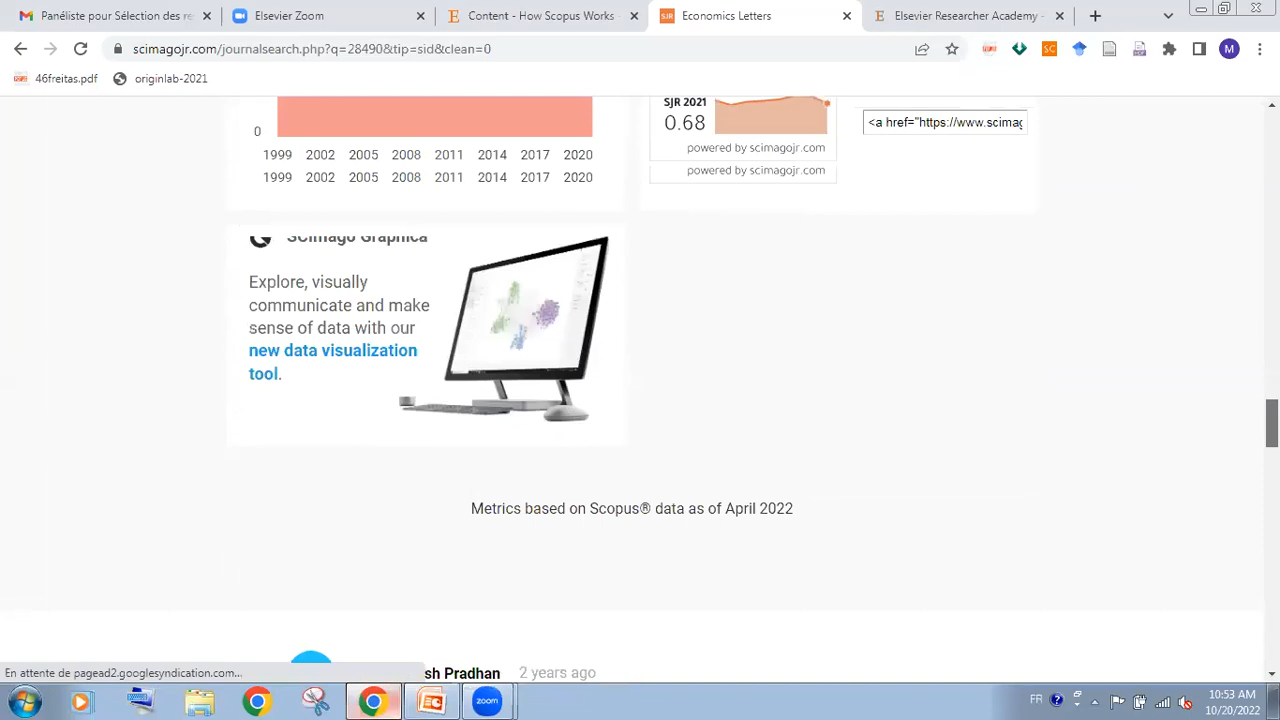 Panéliste pour Sélection des re
Elsevier Zoom
Content - How Scopus Works -
SJR
Economics Letters
Elsevier Researcher Academy -
scimagojr.com/journalsearch.php?q=28490&tip=sid&clean=0
SC
M
46freitas.pdf
originlab-2021
0
1999 2002 2005 2008 2011 2014 2017 2020
1999 2002 2005 2008 2011 2014 2017 2020
SJR 2021
0.68
powered by scimagojr.com
powered by scimagojr.com
<a href="https://www.scimag
Scimago Graphica
Explore, visually
communicate and make
sense of data with our
new data visualization
tool.
Metrics based on Scopus® data as of April 2022
sh Pradhan 2 years ago
En attente de pagead2.googlesyndication.com...
zoom
FR
10:53 AM
10/20/2022